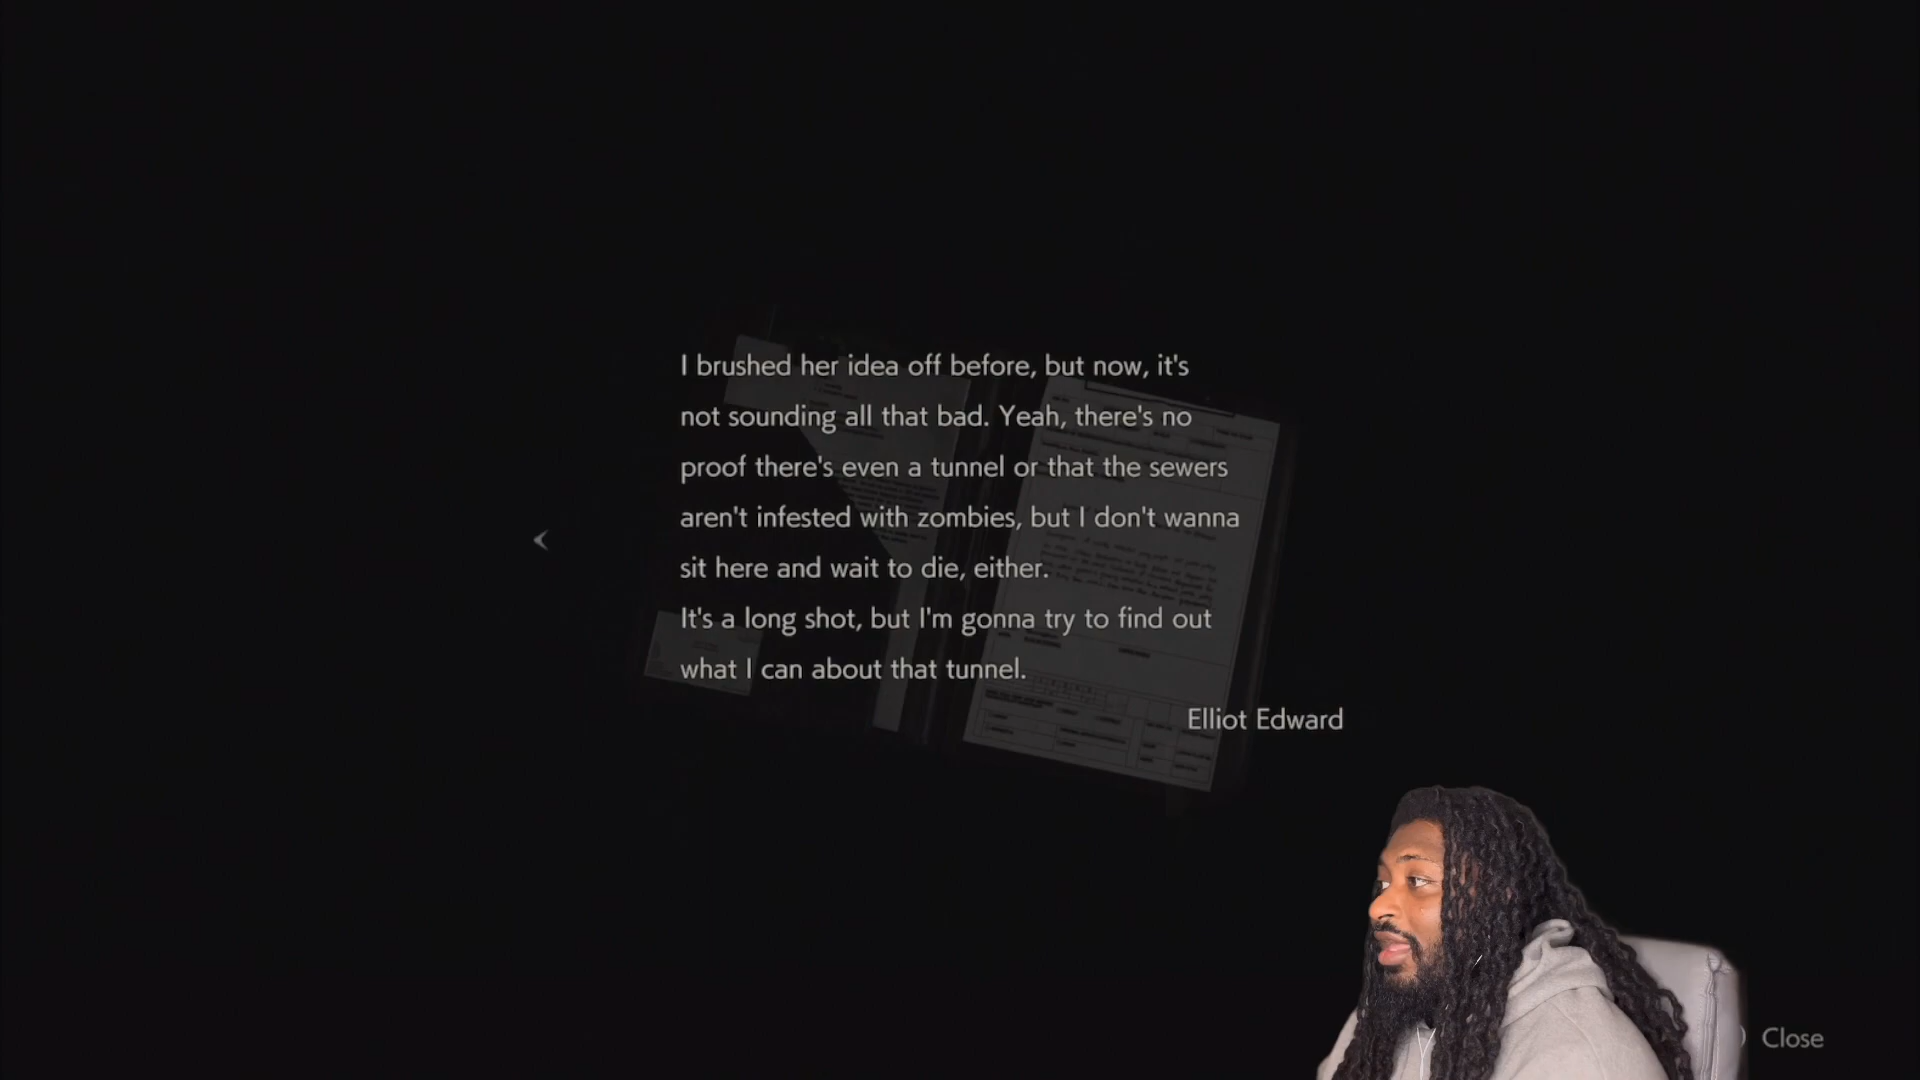 I brushed her idea off before, but now, it's
not sounding all that bad. Yeah, there's no
proof there's even a tunnel or that the sewers
aren't infested with zombies, but I don't wanna
sit here and wait to die, either.
It's a long shot, but I'm gonna try to find out
what I can about that tunnel.
Elliot Edward
Close